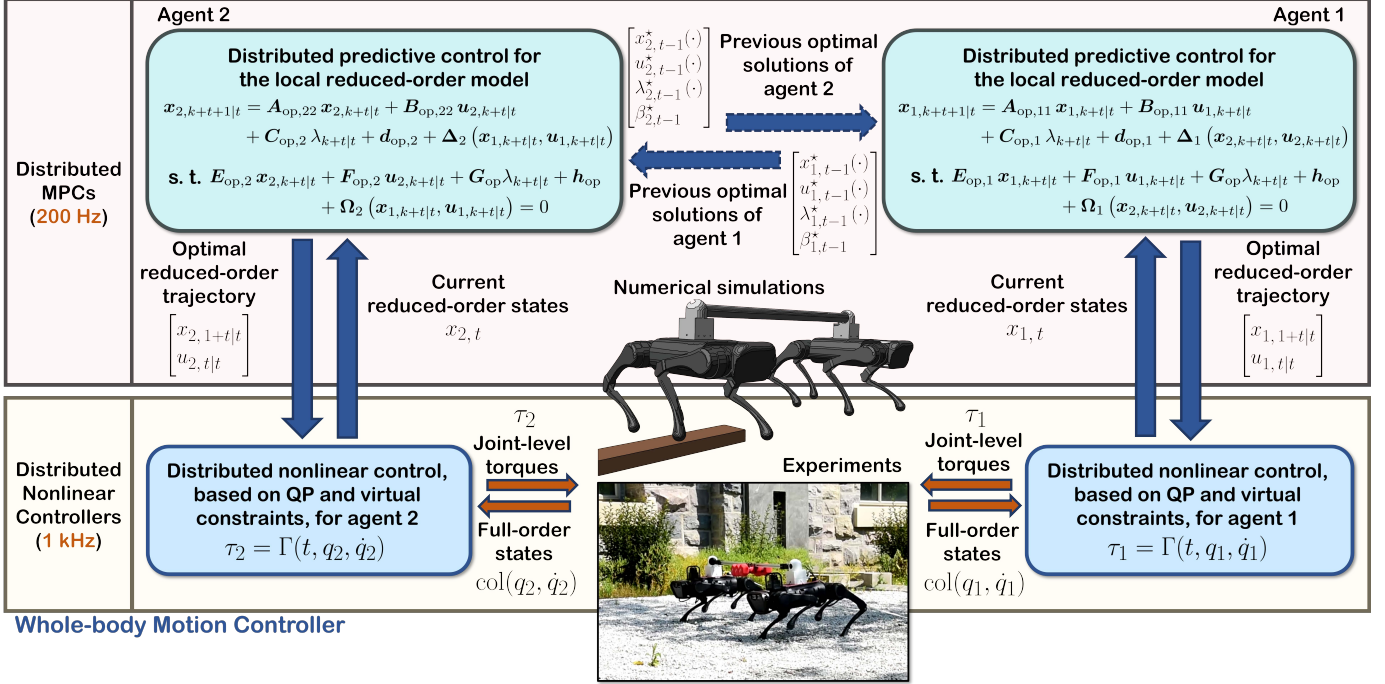 Agent 2
Agent 1
Distributed
MPCs
(200 Hz)
Distributed predictive control for
the local reduced-order model
x_{2,k+t+1|t} = A_{op,22} x_{2,k+t|t} + B_{op,22} u_{2,k+t|t}
+ C_{op,2} λ_{k+t|t} + d_{op,2} + Δ_2 (x_{1,k+t|t}, u_{1,k+t|t})
s. t. E_{op,2} x_{2,k+t|t} + F_{op,2} u_{2,k+t|t} + G_{op} λ_{k+t|t} + h_{op}
+ Ω_2 (x_{1,k+t|t}, u_{1,k+t|t}) = 0
x^⋆_{2,t−1}(·)
u^⋆_{2,t−1}(·)
λ^⋆_{2,t−1}(·)
β^⋆_{2,t−1}
Previous optimal
solutions of
agent 2
Previous optimal
solutions of
agent 1
x^⋆_{1,t−1}(·)
u^⋆_{1,t−1}(·)
λ^⋆_{1,t−1}(·)
β^⋆_{1,t−1}
Distributed predictive control for
the local reduced-order model
x_{1,k+t+1|t} = A_{op,11} x_{1,k+t|t} + B_{op,11} u_{1,k+t|t}
+ C_{op,1} λ_{k+t|t} + d_{op,1} + Δ_1 (x_{2,k+t|t}, u_{2,k+t|t})
s. t. E_{op,1} x_{1,k+t|t} + F_{op,1} u_{1,k+t|t} + G_{op} λ_{k+t|t} + h_{op}
+ Ω_1 (x_{2,k+t|t}, u_{2,k+t|t}) = 0
Optimal
reduced-order
trajectory
x_{2,1+t|t}
u_{2,t|t}
Current
reduced-order states
x_{2,t}
Numerical simulations
Current
reduced-order states
x_{1,t}
Optimal
reduced-order
trajectory
x_{1,1+t|t}
u_{1,t|t}
Distributed
Nonlinear
Controllers
(1 kHz)
Distributed nonlinear control,
based on QP and virtual
constraints, for agent 2
τ_2 = Γ(t, q_2, q̇_2)
τ_2
Joint-level
torques
Full-order
states
col(q_2, q̇_2)
Experiments
τ_1
Joint-level
torques
Full-order
states
col(q_1, q̇_1)
Distributed nonlinear control,
based on QP and virtual
constraints, for agent 1
τ_1 = Γ(t, q_1, q̇_1)
Whole-body Motion Controller